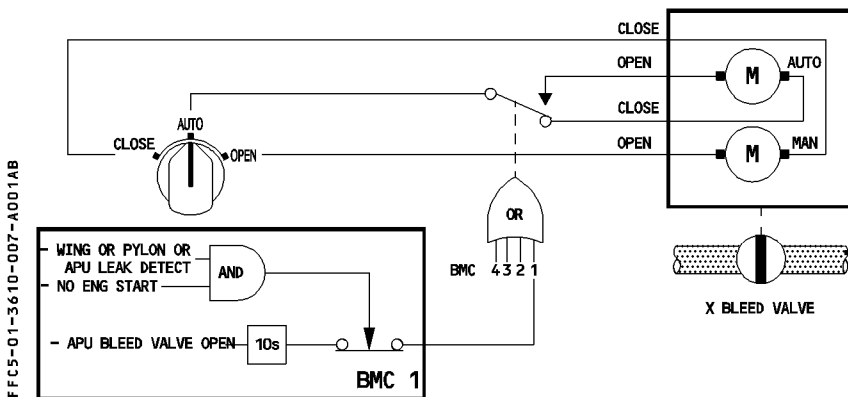 CLOSE
OPEN
AUTO
M
CLOSE
AUTO
CLOSE
OPEN
OPEN
M
MAN
OR
BMC 4 3 2 1
- WING OR PYLON OR
APU LEAK DETECT
- NO ENG START
AND
- APU BLEED VALVE OPEN
10s
BMC 1
X BLEED VALVE
FFC5-01-3610-007-A001AB